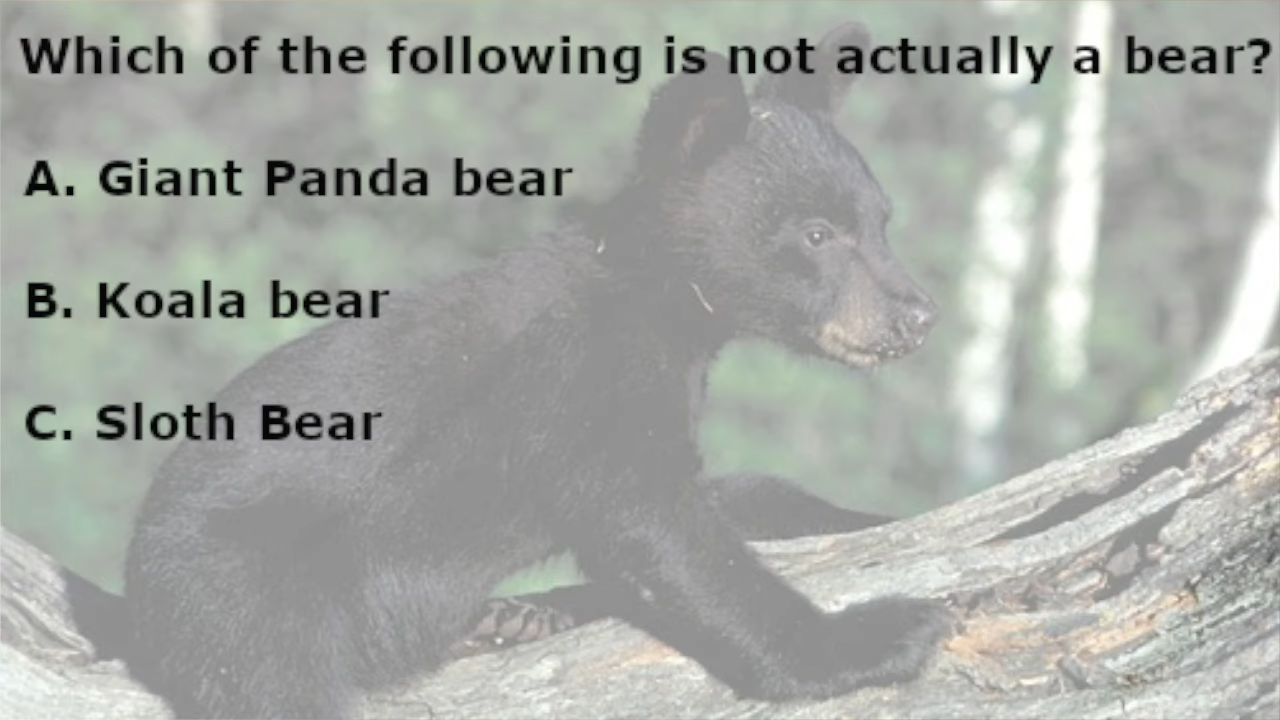 Which of the following is not actually a bear?
A. Giant Panda bear
B. Koala bear
C. Sloth Bear